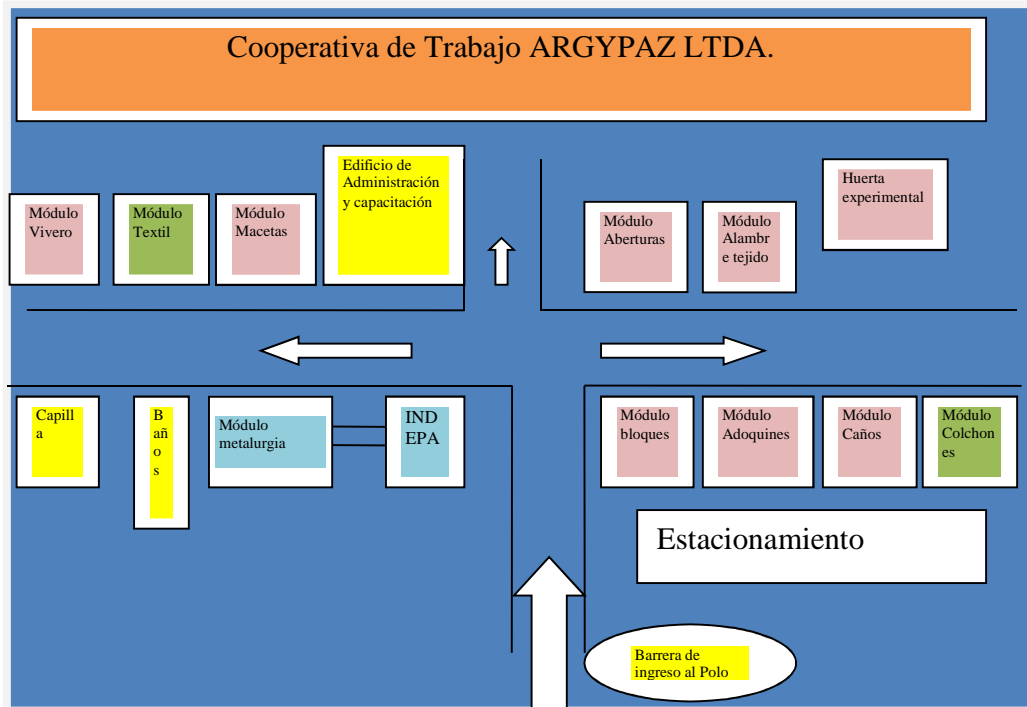 Cooperativa de Trabajo ARGYPAZ LTDA.
Módulo
Vivero
Módulo
Textil
Módulo
Macetas
Edificio de
Administración
y capacitación
Módulo
Aberturas
Módulo
Alambr
e tejido
Huerta
experimental
Capill
a
B
añ
o
s
Módulo
metalurgia
IND
EPA
Módulo
bloques
Módulo
Adoquines
Módulo
Caños
Módulo
Colchon
es
Estacionamiento
Barrera de
ingreso al Polo